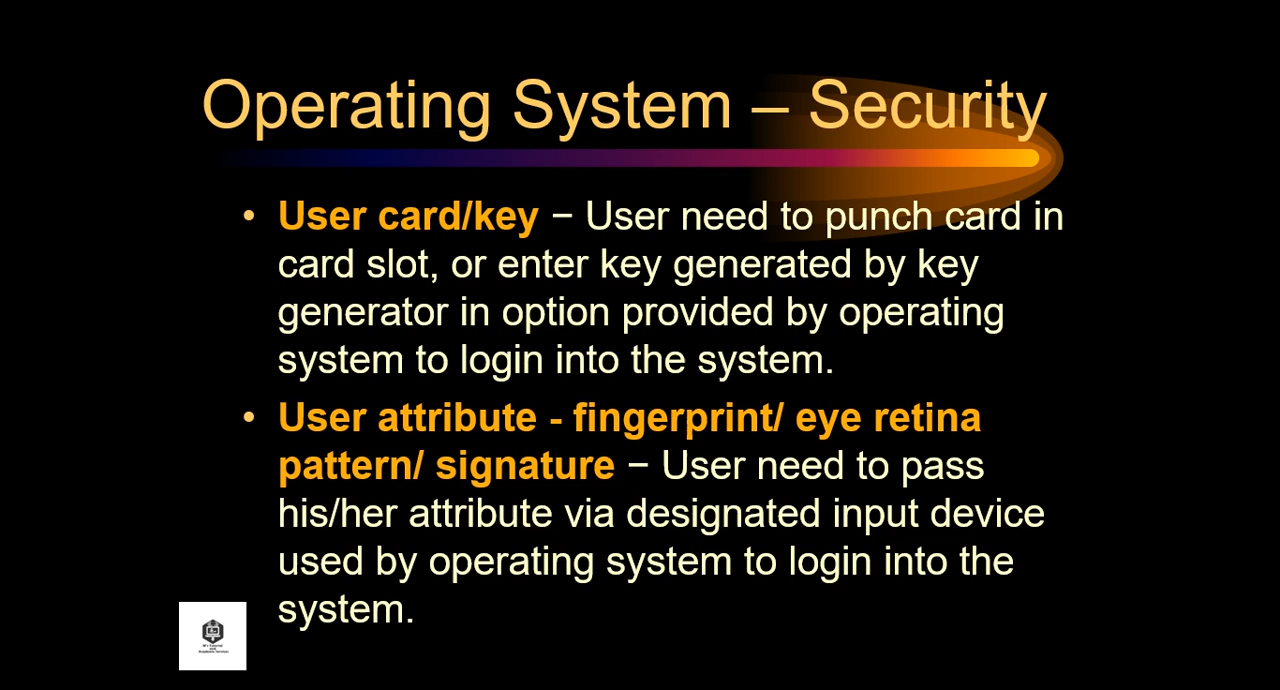 Operating System – Security
• User card/key − User need to punch card in
card slot, or enter key generated by key
generator in option provided by operating
system to login into the system.
• User attribute - fingerprint/ eye retina
pattern/ signature − User need to pass
his/her attribute via designated input device
used by operating system to login into the
system.